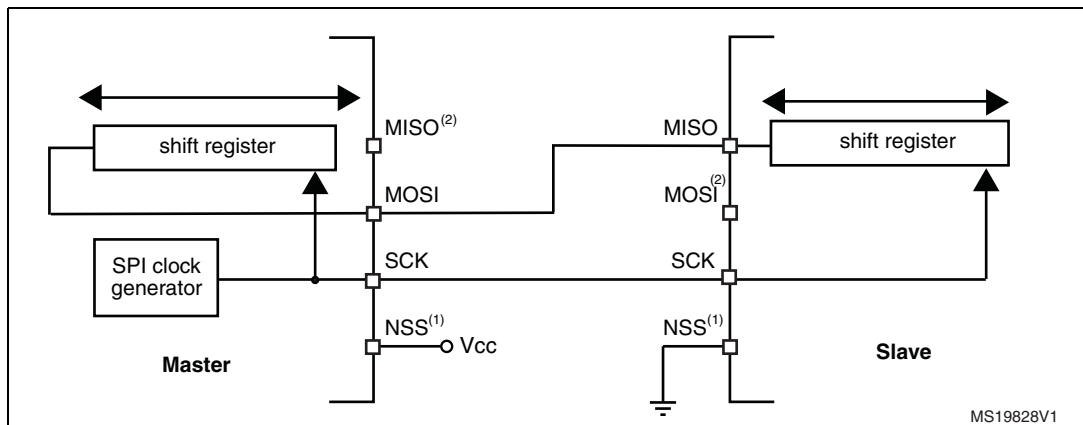 MISO(2)
MISO
shift register
shift register
MOSI
MOSI(2)
SPI clock
generator
SCK
SCK
NSS(1)
Vcc
NSS(1)
Master
Slave
MS19828V1